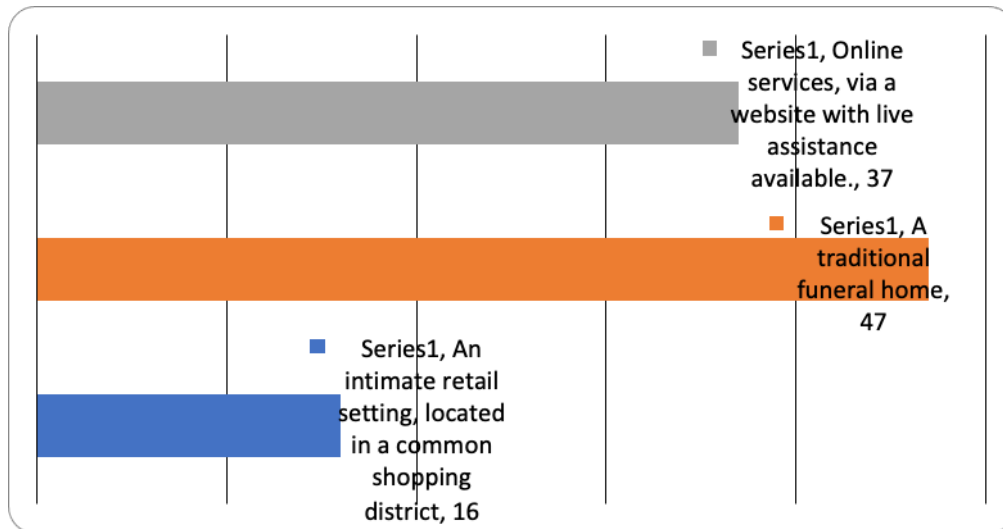 Series1, Online
services, via a
website with live
assistance
available., 37
Series1, A
traditional
funeral home,
47
Series1, An
intimate retail
setting, located
in a common
shopping
district, 16